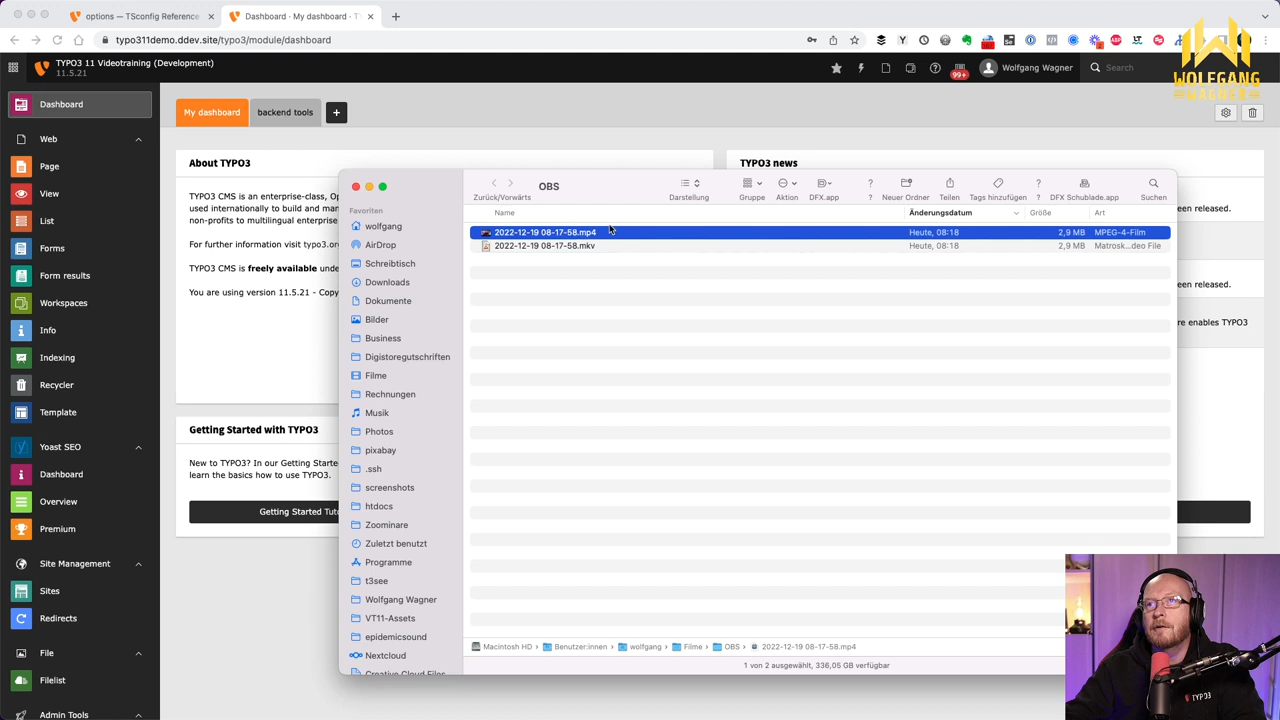 options — TSconfig Reference
Dashboard · My dashboard · T
typo311demo.ddev.site/typo3/module/dashboard
TYPO3 11 Videotraining (Development)
11.5.21
99+
Wolfgang Wagner
Search
WOLFGANG
WAGNER
Dashboard
Web
Page
View
List
Forms
Form results
Workspaces
Info
Indexing
Recycler
Template
Yoast SEO
Dashboard
Overview
Premium
Site Management
Sites
Redirects
File
Filelist
Admin Tools
My dashboard
backend tools
About TYPO3
TYPO3 CMS is an enterprise-class, Op
used internationally to build and man
non-profits to multilingual enterprise
For further information visit typo3.or
TYPO3 CMS is freely available unde
You are using version 11.5.21 - Copy
Getting Started with TYPO3
New to TYPO3? In our Getting Starte
learn the basics how to use TYPO3.
Getting Started Tuto
TYPO3 news
een released.
een released.
re enables TYPO3
OBS
Zurück/Vorwärts
Darstellung
Gruppe
Aktion
DFX.app
?
Neuer Ordner
Teilen
Tags hinzufügen
?
DFX Schublade.app
Suchen
Favoriten
wolfgang
AirDrop
Schreibtisch
Downloads
Dokumente
Bilder
Business
Digistoregutschriften
Filme
Rechnungen
Musik
Photos
pixabay
.ssh
screenshots
htdocs
Zoominare
Zuletzt benutzt
Programme
t3see
Wolfgang Wagner
VT11-Assets
epidemicsound
Nextcloud
Creative Cloud Files
Name Änderungsdatum Größe Art
2022-12-19 08-17-58.mp4 Heute, 08:18 2,9 MB MPEG-4-Film
2022-12-19 08-17-58.mkv Heute, 08:18 2,9 MB Matrosk...deo File
Macintosh HD › Benutzer:innen › wolfgang › Filme › OBS › 2022-12-19 08-17-58.mp4
1 von 2 ausgewählt, 336,05 GB verfügbar
TYPO3